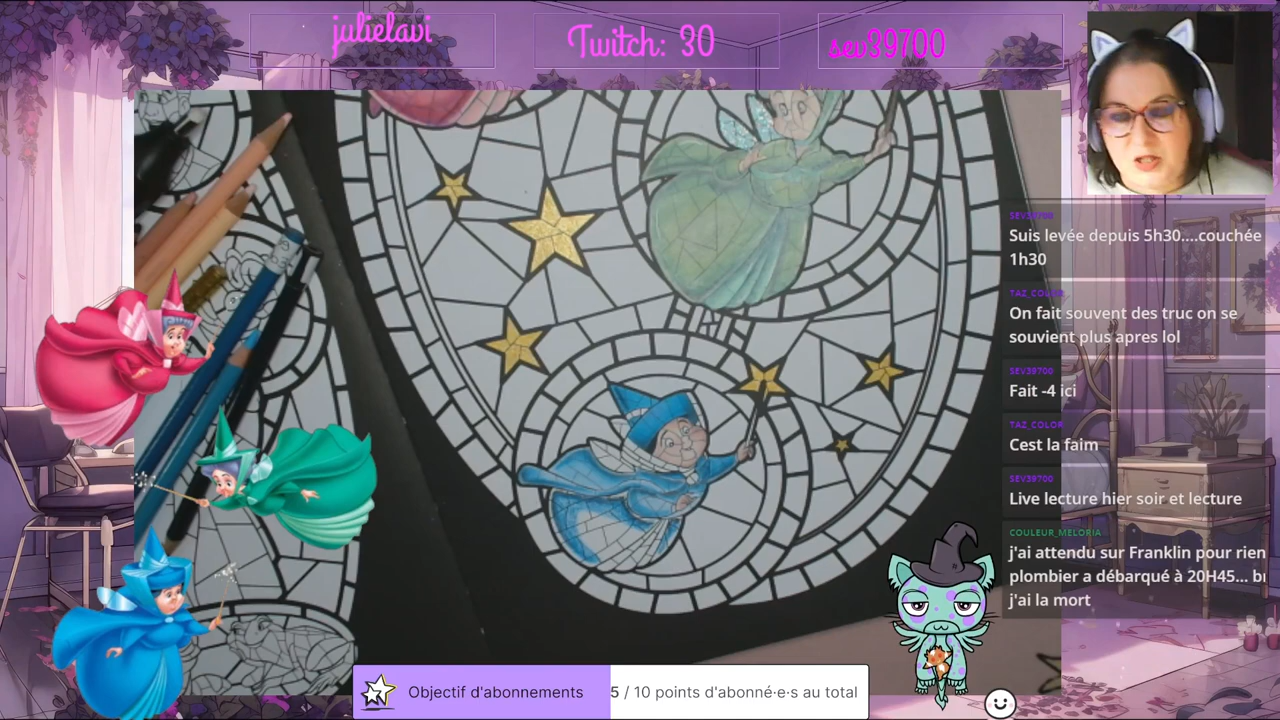 julielavi
Twitch: 30
sev39700
SEV39700
Suis levée depuis 5h30....couchée
1h30
TAZ_COLOR
On fait souvent des truc on se
souvient plus apres lol
SEV39700
Fait -4 ici
TAZ_COLOR
Cest la faim
SEV39700
Live lecture hier soir et lecture
COULEUR_MELORIA
j'ai attendu sur Franklin pour rien
plombier a débarqué à 20H45...
j'ai la mort
Objectif d'abonnements
5 / 10 points d'abonné·e·s au total